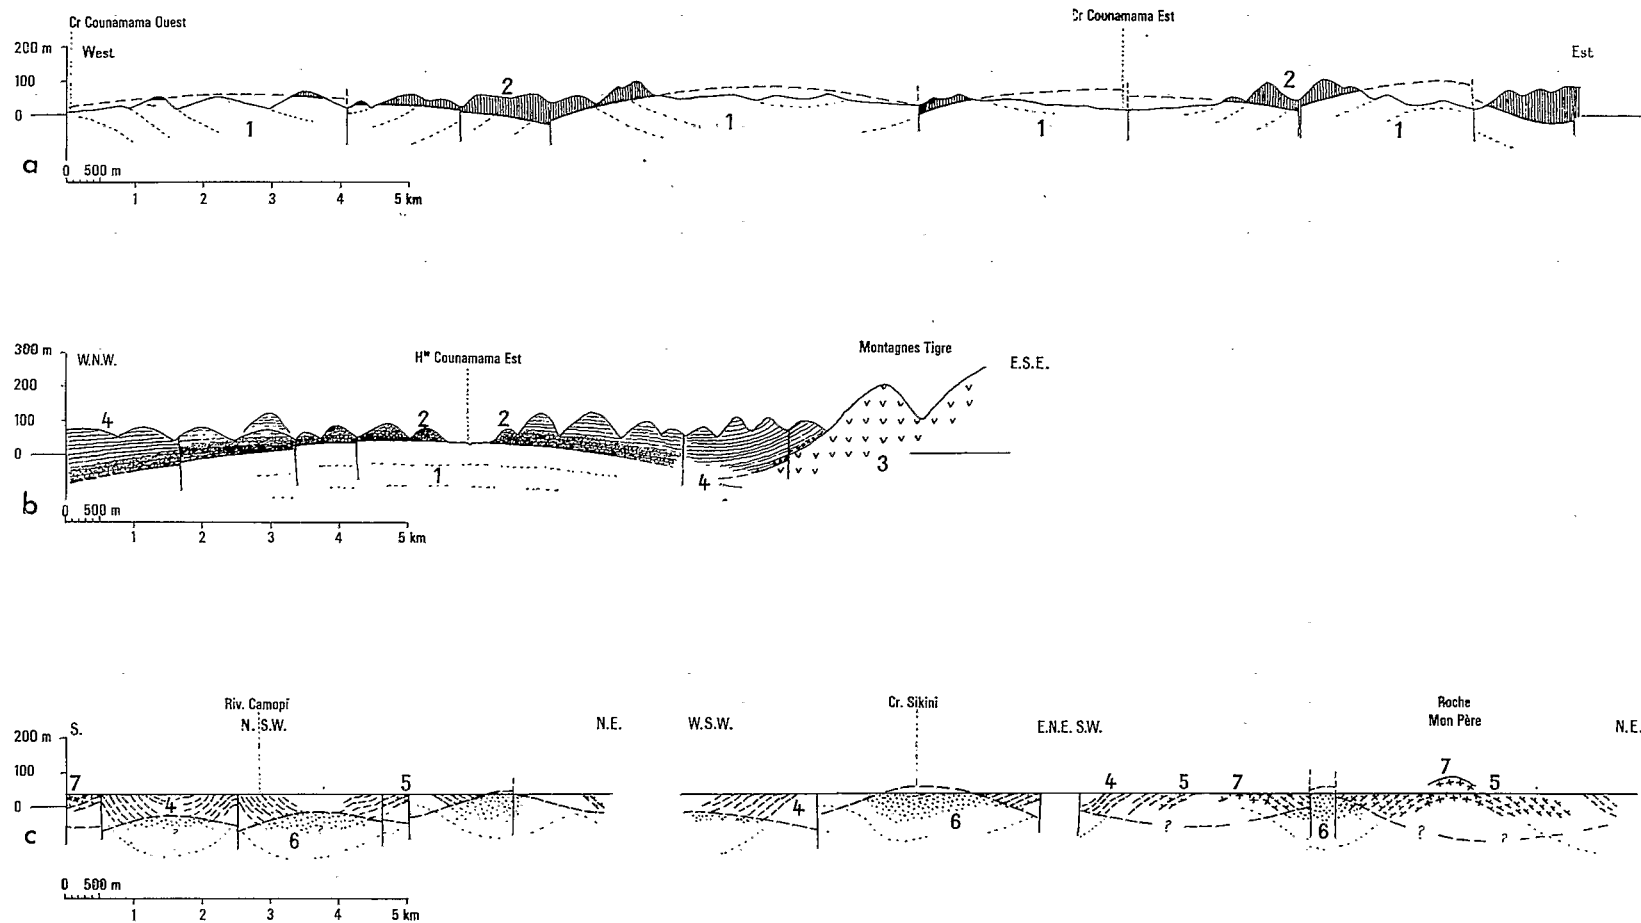 Cr Counamama Ouest
Cr Counamama Est
200 m
West
Est
100
2
2
0
1
1
1
1
a
0 500 m
1 2 3 4 5 km
300 m
W.N.W.
Hte Counamama Est
Montagnes Tigre
E.S.E.
200
100
4
2
2
0
1
4
3
b
0 500 m
1 2 3 4 5 km
Riv. Camopi
Cr. Sikini
Roche
Mon Père
S.
N. S.W.
N.E.
W.S.W.
E.N.E. S.W.
N.E.
200 m
100
7
5
4
5
7
7
5
0
4
4
c
6
6
6
? ? ? ? ?
0 500 m
1 2 3 4 5 km